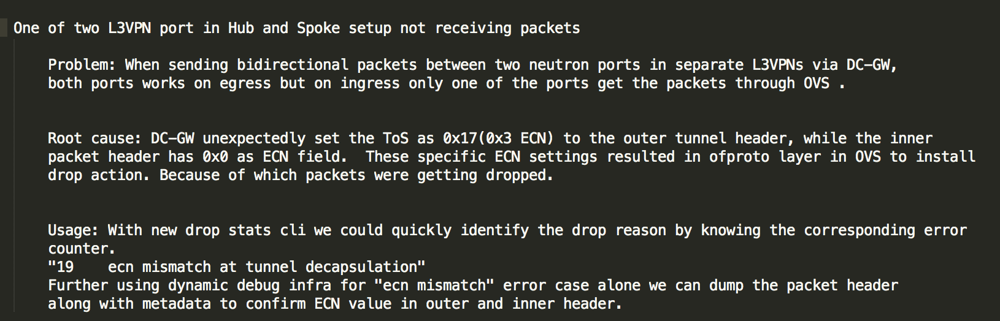 One of two L3VPN port in Hub and Spoke setup not receiving packets
Problem: When sending bidirectional packets between two neutron ports in separate L3VPNs via DC-GW,
both ports works on egress but on ingress only one of the ports get the packets through OVS .
Root cause: DC-GW unexpectedly set the ToS as 0x17(0x3 ECN) to the outer tunnel header, while the inner
packet header has 0x0 as ECN field.  These specific ECN settings resulted in ofproto layer in OVS to install
drop action. Because of which packets were getting dropped.
Usage: With new drop stats cli we could quickly identify the drop reason by knowing the corresponding error
counter.
"19    ecn mismatch at tunnel decapsulation"
Further using dynamic debug infra for "ecn mismatch" error case alone we can dump the packet header
along with metadata to confirm ECN value in outer and inner header.